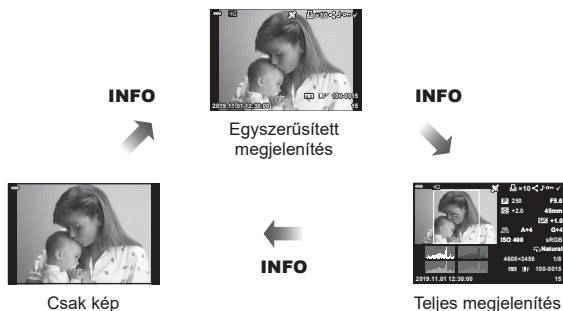 ×10
100-0015
2019.11.01 12:30:00 15
INFO
INFO
Egyszerűsített
megjelenítés
×10
P 250 F5.6
+2.0 45mm
+1.0
A+4 G+4
ISO 400 sRGB
Natural
4608×3456 1/8
F 100-0015
2019.11.01 12:30:00 15
INFO
Csak kép
Teljes megjelenítés